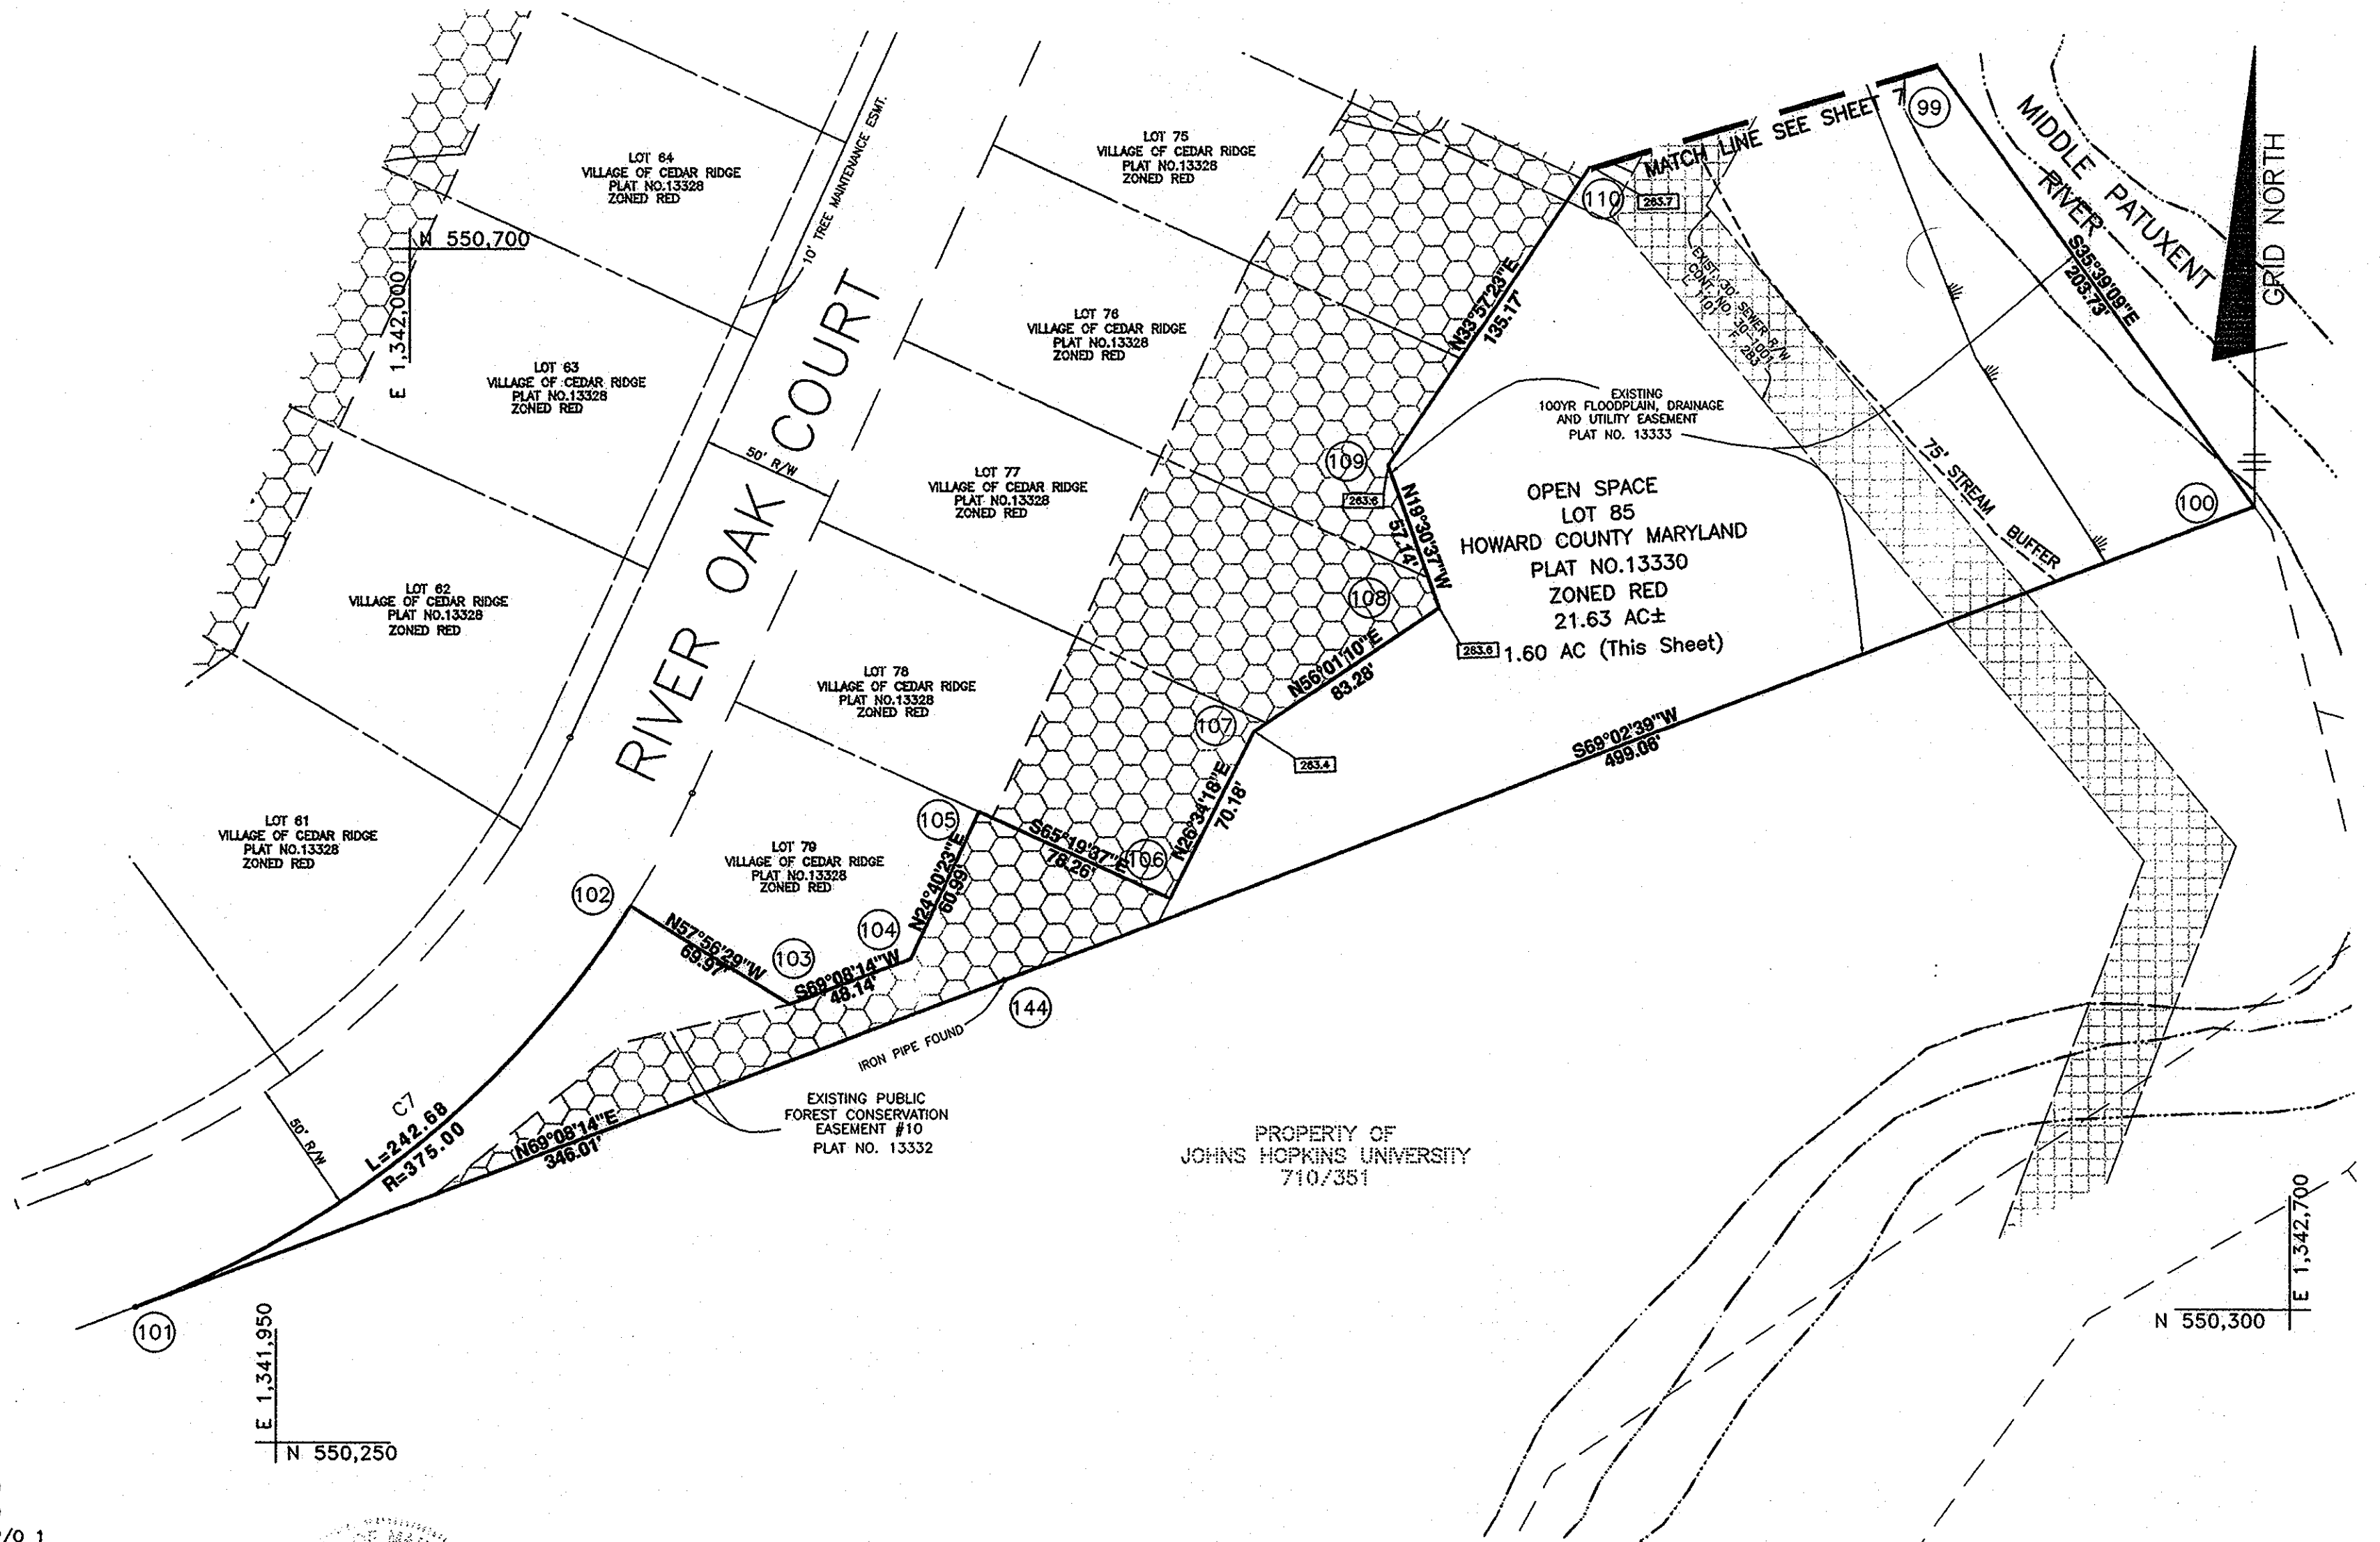 LOT 64
VILLAGE OF CEDAR RIDGE
PLAT NO.13328
ZONED RED
10' TREE MAINTENANCE ESMT.
LOT 75
VILLAGE OF CEDAR RIDGE
PLAT NO.13328
ZONED RED
MATCH LINE SEE SHEET 7
99
MIDDLE PATUXENT
RIVER
GRID NORTH
110
263.7
N 550,700
E 1,342,000
S35°39'09"E
203.73'
EXIST. 30' SEWER R/W
CONT. NO. 30-1001
L. 1101 F. 283
N33°57'23"E
135.17'
LOT 76
VILLAGE OF CEDAR RIDGE
PLAT NO.13328
ZONED RED
LOT 63
VILLAGE OF CEDAR RIDGE
PLAT NO.13328
ZONED RED
EXISTING
100YR FLOODPLAIN, DRAINAGE
AND UTILITY EASEMENT
PLAT NO. 13333
50' R/W
RIVER OAK COURT
LOT 77
VILLAGE OF CEDAR RIDGE
PLAT NO.13328
ZONED RED
109
263.6
N19°30'37"W
57.14'
75' STREAM BUFFER
100
OPEN SPACE
LOT 85
HOWARD COUNTY MARYLAND
PLAT NO.13330
ZONED RED
21.63 AC±
1.60 AC (This Sheet)
108
263.6
LOT 62
VILLAGE OF CEDAR RIDGE
PLAT NO.13328
ZONED RED
N56°01'10"E
83.28'
LOT 78
VILLAGE OF CEDAR RIDGE
PLAT NO.13328
ZONED RED
107
263.4
S69°02'39"W
499.06'
N26°34'18"E
70.18'
105
S65°19'37"E
78.26'
106
LOT 61
VILLAGE OF CEDAR RIDGE
PLAT NO.13328
ZONED RED
LOT 79
VILLAGE OF CEDAR RIDGE
PLAT NO.13328
ZONED RED
N24°40'23"E
60.99'
102
N57°56'29"W
69.97'
103
104
S69°08'14"W
48.14'
144
IRON PIPE FOUND
C7
L=242.68
R=375.00
50' R/W
N69°08'14"E
346.01'
EXISTING PUBLIC
FOREST CONSERVATION
EASEMENT #10
PLAT NO. 13332
PROPERTY OF
JOHNS HOPKINS UNIVERSITY
710/351
101
E 1,341,950
N 550,250
E 1,342,700
N 550,300